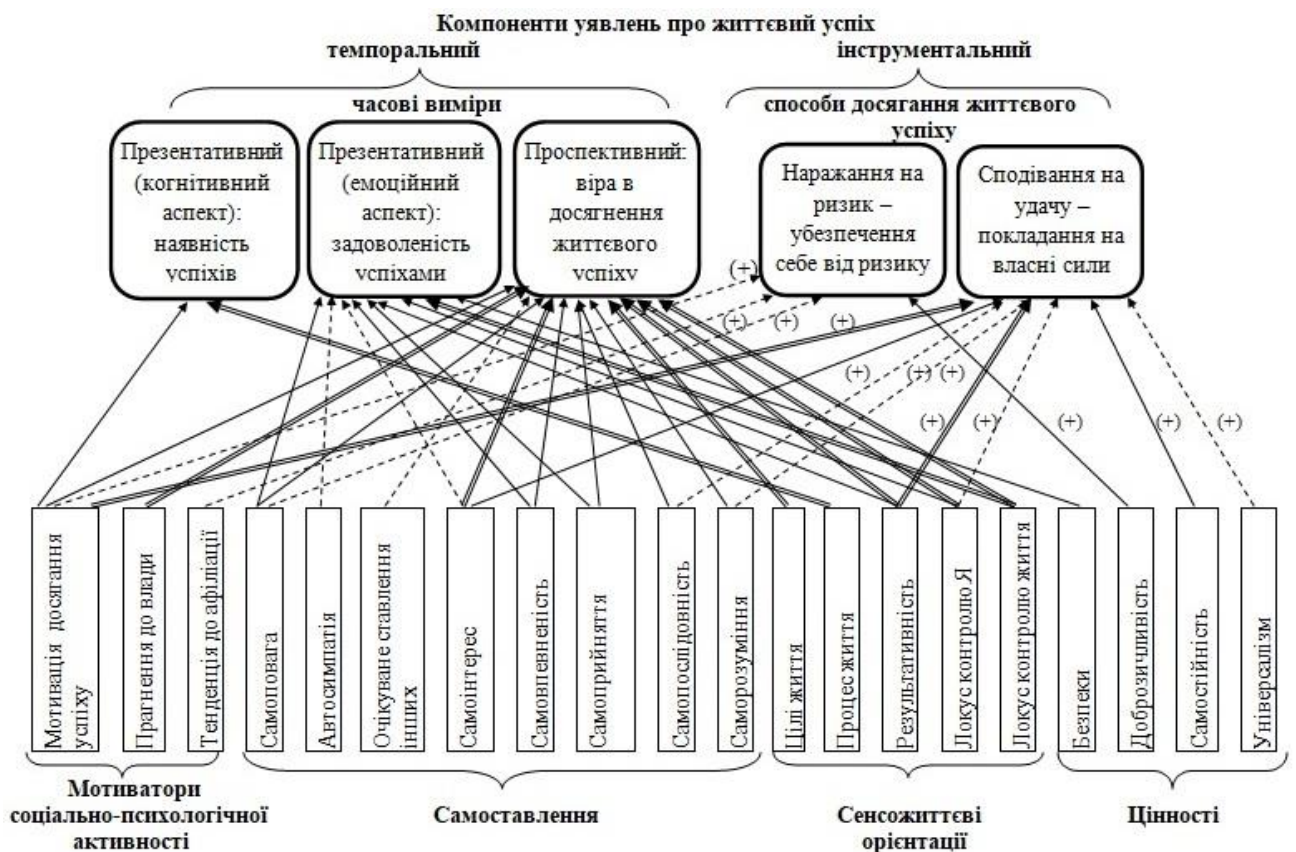 Компоненти уявлень про життєвий успіх
темпоральний
інструментальний
часові виміри
способи досягання життєвого
успіху
Презентативний
(когнітивний
аспект):
наявність
успіхів
Презентативний
(емоційний
аспект):
задоволеність
успіхами
Проспективний:
віра в
досягнення
життєвого
успіху
Наражання на
ризик –
убезпечення
себе від ризику
Сподівання на
удачу –
покладання на
власні сили
(+)
(+)
(+)
(+)
(+)
(+)
(+)
(+)
(+)
(+)
(+)
(+)
Мотивація досягання
успіху
Прагнення до влади
Тенденція до афіліації
Самоповага
Автосимпатія
Очікуване ставлення
інших
Самоінтерес
Самовпевненість
Самоприйняття
Самопослідовність
Саморозуміння
Цілі життя
Процес життя
Результативність
Локус контролю Я
Локус контролю життя
Безпеки
Доброзичливість
Самостійність
Універсалізм
Мотиватори
соціально-психологічної
активності
Самоставлення
Сенсожиттєві
орієнтації
Цінності